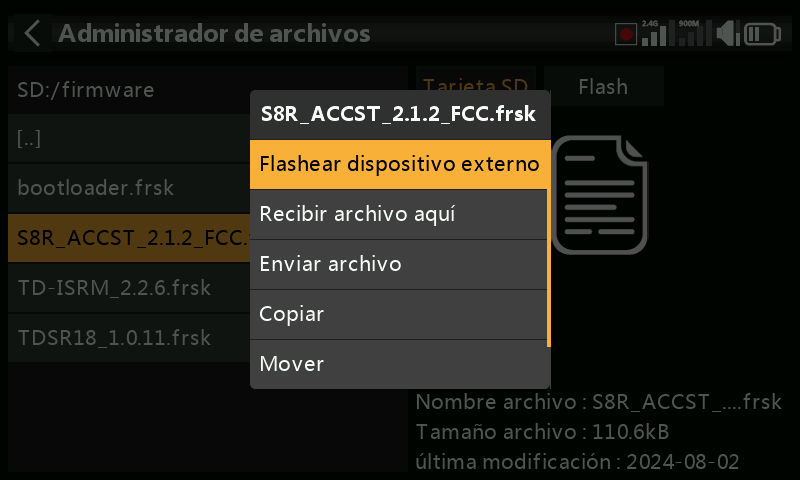 Administrador de archivos
2.4G
900M
SD:/firmware
Tarjeta SD
Flash
[..]
bootloader.frsk
S8R_ACCST_2.1.2_FCC.
TD-ISRM_2.2.6.frsk
TDSR18_1.0.11.frsk
S8R_ACCST_2.1.2_FCC.frsk
Flashear dispositivo externo
Recibir archivo aquí
Enviar archivo
Copiar
Mover
Nombre archivo : S8R_ACCST_....frsk
Tamaño archivo : 110.6kB
última modificación : 2024-08-02